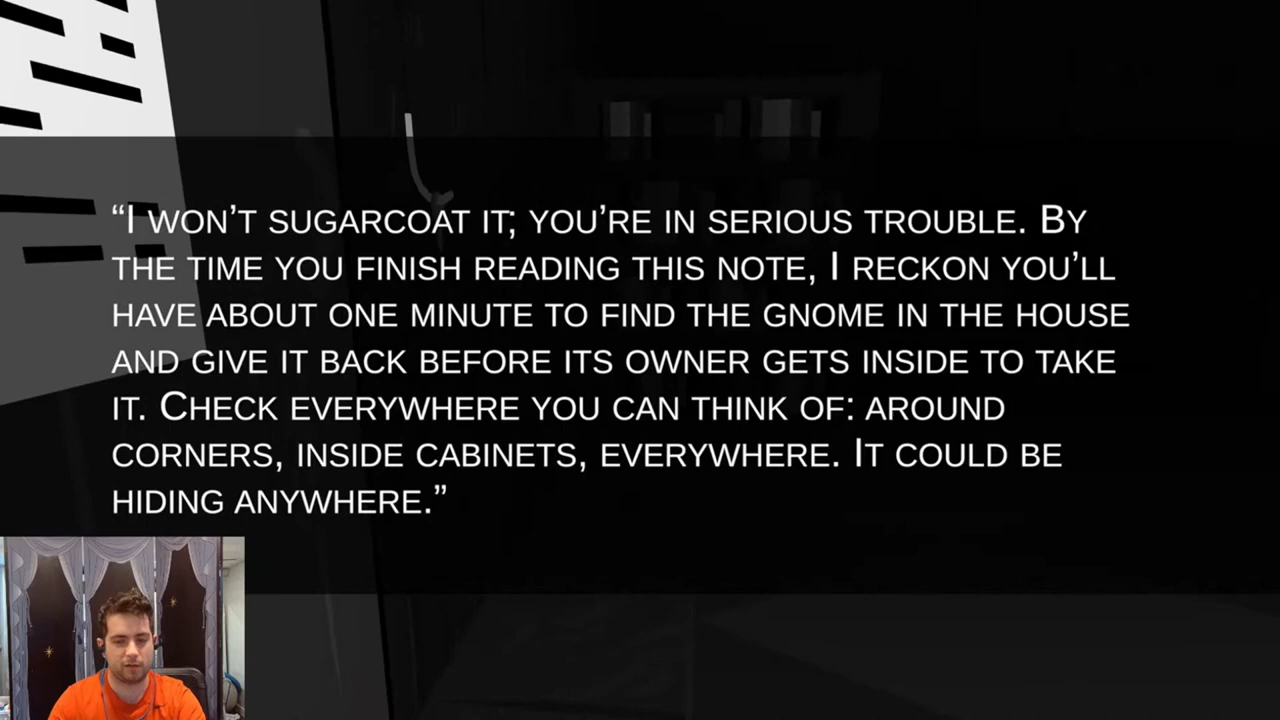 “I won’t sugarcoat it; you’re in serious trouble. By
the time you finish reading this note, I reckon you’ll
have about one minute to find the gnome in the house
and give it back before its owner gets inside to take
it. Check everywhere you can think of: around
corners, inside cabinets, everywhere. It could be
hiding anywhere.”